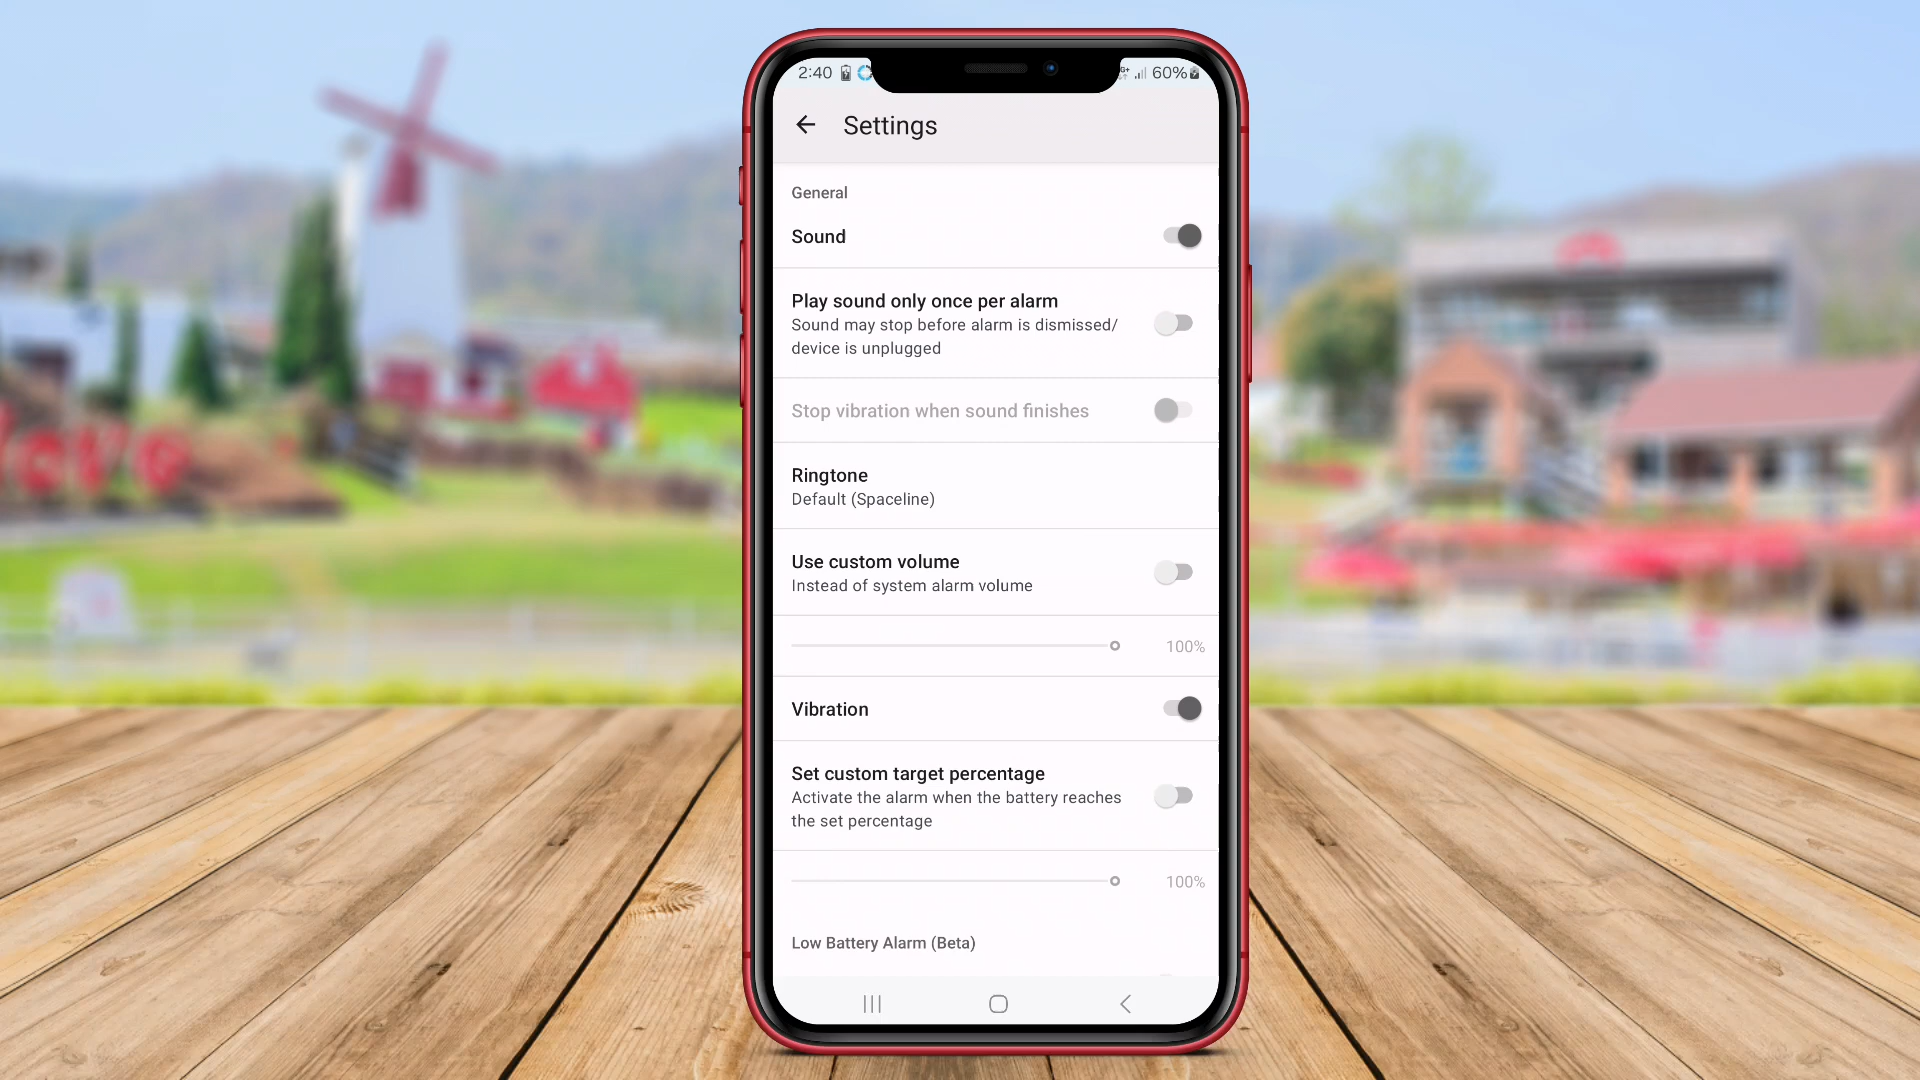 2:40
60%
Settings
General
Sound
Play sound only once per alarm
Sound may stop before alarm is dismissed/
device is unplugged
Stop vibration when sound finishes
Ringtone
Default (Spaceline)
Use custom volume
Instead of system alarm volume
100%
Vibration
Set custom target percentage
Activate the alarm when the battery reaches
the set percentage
100%
Low Battery Alarm (Beta)